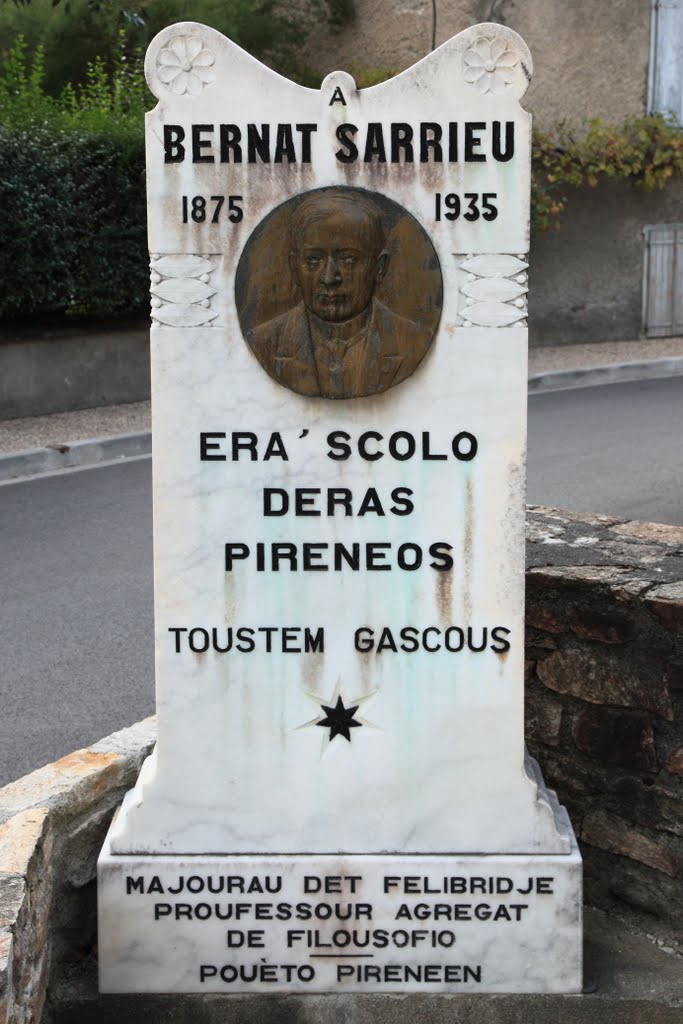 A
BERNAT SARRIEU
1875 1935
ERA'SCOLO
DERAS
PIRENEOS
TOUSTEM GASCOUS
MAJOURAU DET FELIBRIDJE
PROUFESSOUR AGREGAT
DE FILOUSOFIO
POUÈTO PIRENEEN